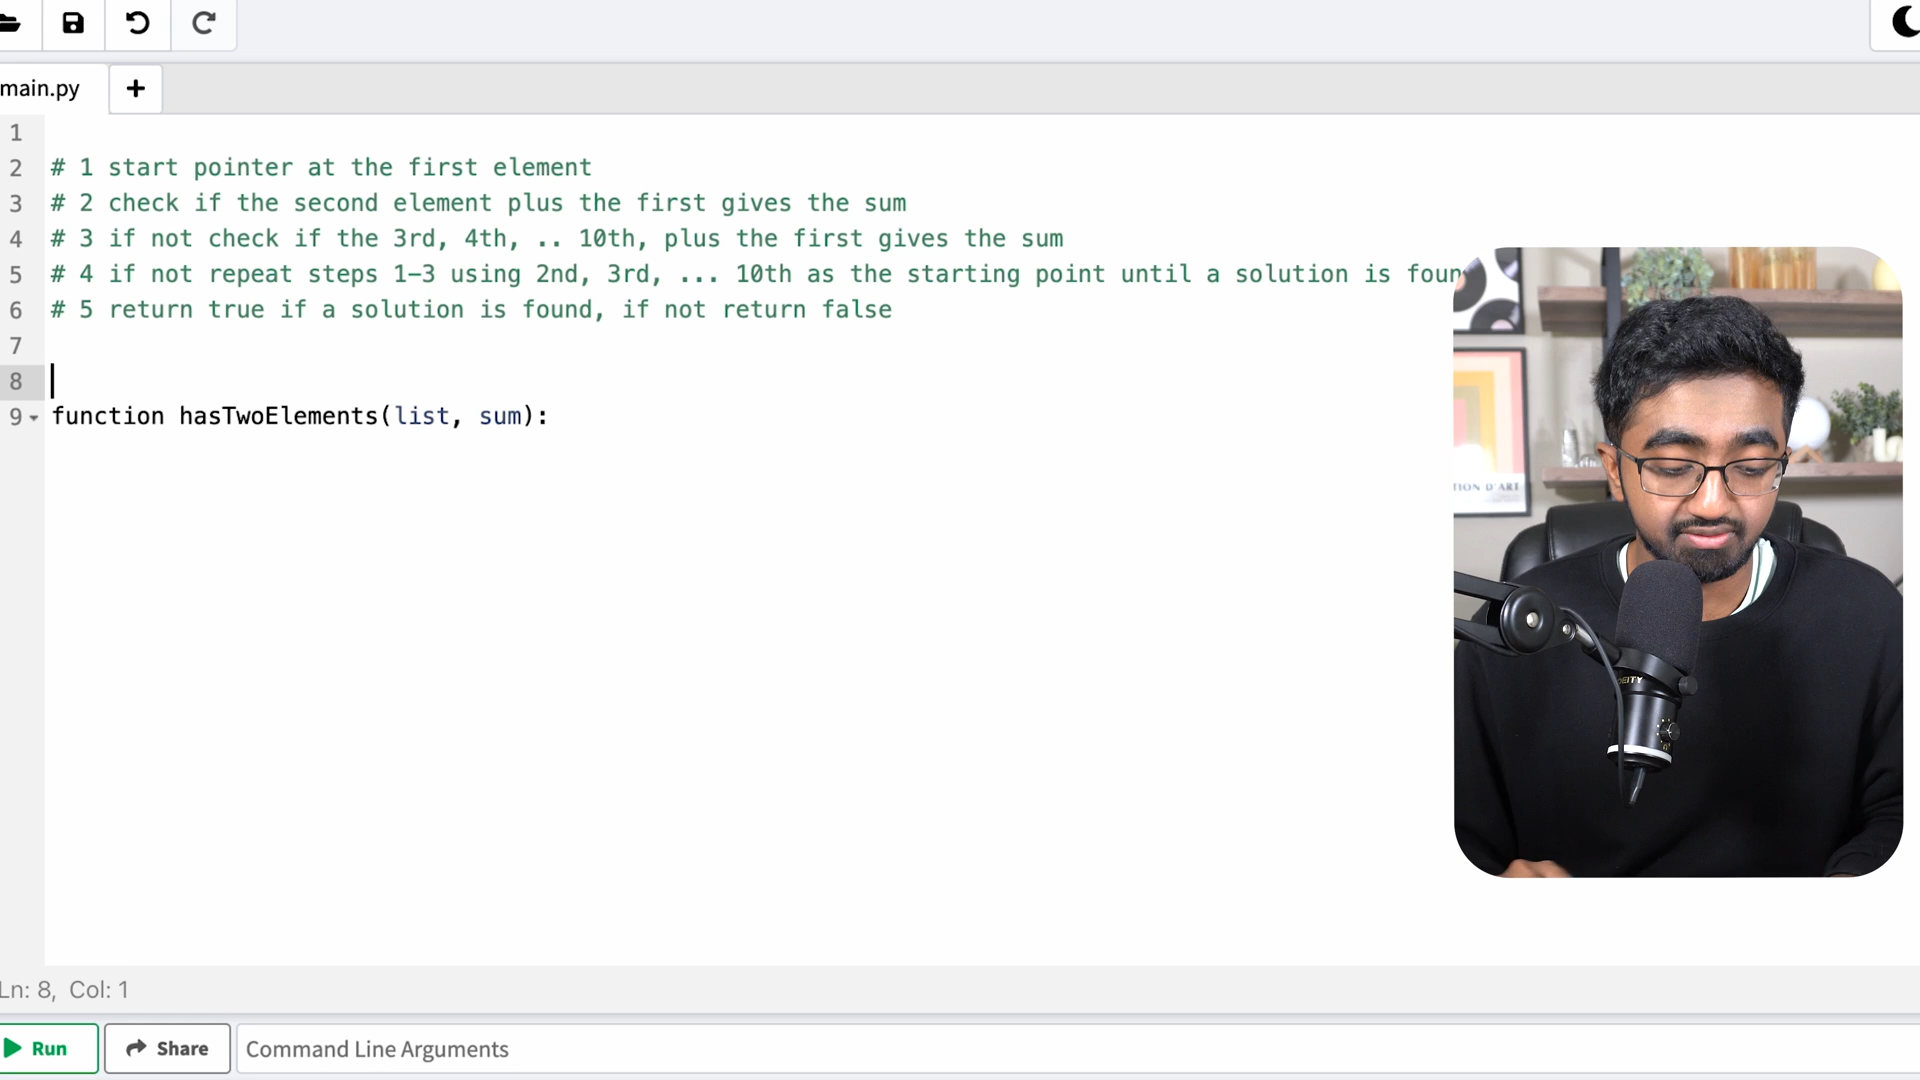 main.py
+
1
2 # 1 start pointer at the first element
3 # 2 check if the second element plus the first gives the sum
4 # 3 if not check if the 3rd, 4th, .. 10th, plus the first gives the sum
5 # 4 if not repeat steps 1-3 using 2nd, 3rd, ... 10th as the starting point until a solution is foun
6 # 5 return true if a solution is found, if not return false
7
8
9 function hasTwoElements(list, sum):
TION D'ART
DEITY
Ln: 8, Col: 1
Run Share Command Line Arguments